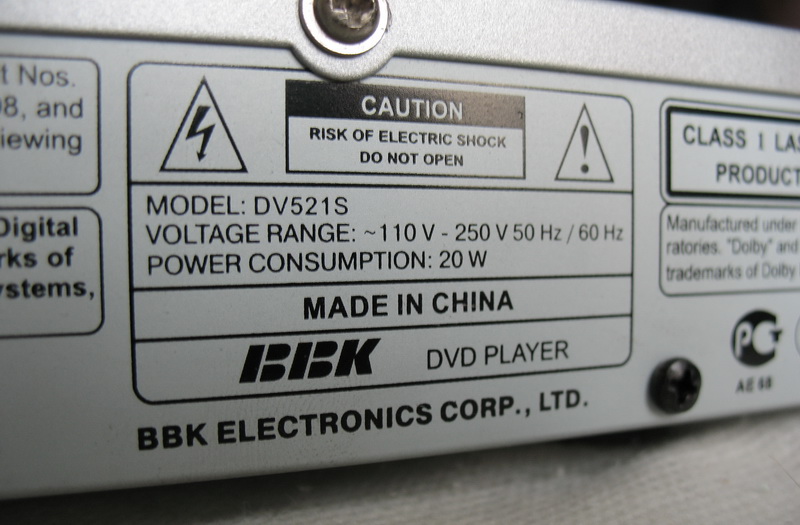 t Nos.
98, and
iewing
Digital
rks of
ystems,
CAUTION
RISK OF ELECTRIC SHOCK
DO NOT OPEN
MODEL: DV521S
VOLTAGE RANGE: ~110 V - 250 V 50 Hz / 60 Hz
POWER CONSUMPTION: 20 W
MADE IN CHINA
BBK DVD PLAYER
BBK ELECTRONICS CORP., LTD.
CLASS 1 LAS
PRODUCT
Manufactured under
ratories. "Dolby" and
trademarks of Dolby
АЕ 68